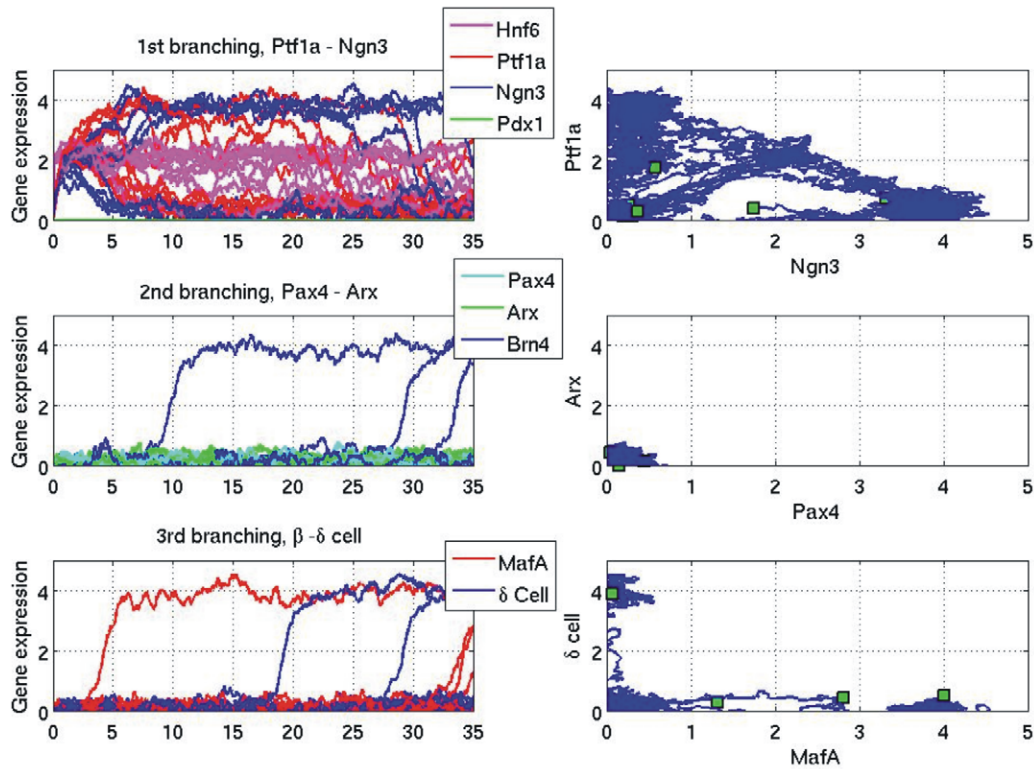 1st branching, Ptf1a - Ngn3
Hnf6
Ptf1a
Ngn3
Pdx1
Gene expression
4
2
0
0 5 10 15 20 25 30 35
Ptf1a
4
2
0
0 1 2 3 4 5
Ngn3
2nd branching, Pax4 - Arx
Pax4
Arx
Brn4
Gene expression
4
2
0
0 5 10 15 20 25 30 35
Arx
4
2
0
0 1 2 3 4 5
Pax4
3rd branching, β -δ cell
MafA
δ Cell
Gene expression
4
2
0
0 5 10 15 20 25 30 35
δ cell
4
2
0
0 1 2 3 4 5
MafA